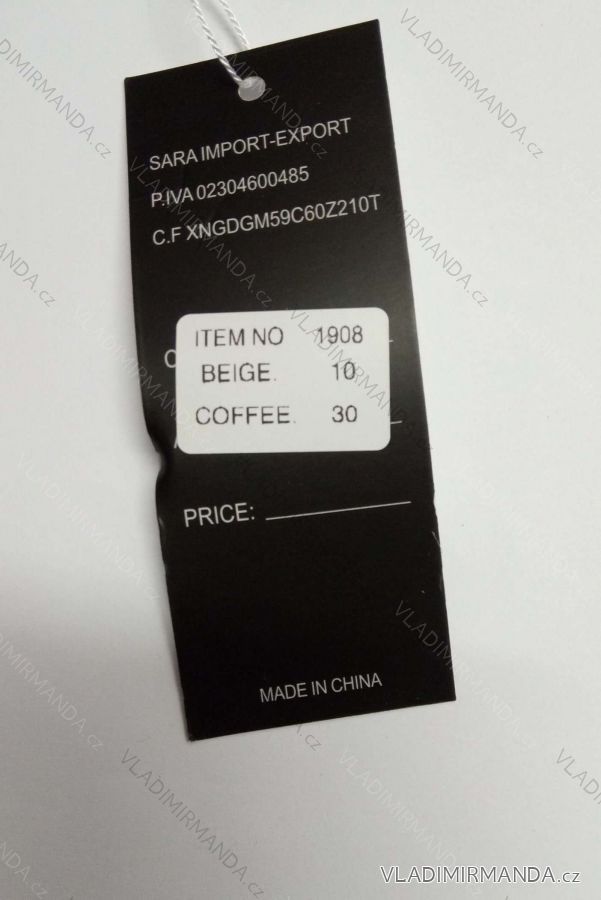 SARA IMPORT-EXPORT
P.IVA 02304600485
C.F XNGDGM59C60Z210T
ITEM NO 1908
BEIGE. 10
COFFEE. 30
PRICE:
MADE IN CHINA
VLADIMIRMANDA.cz